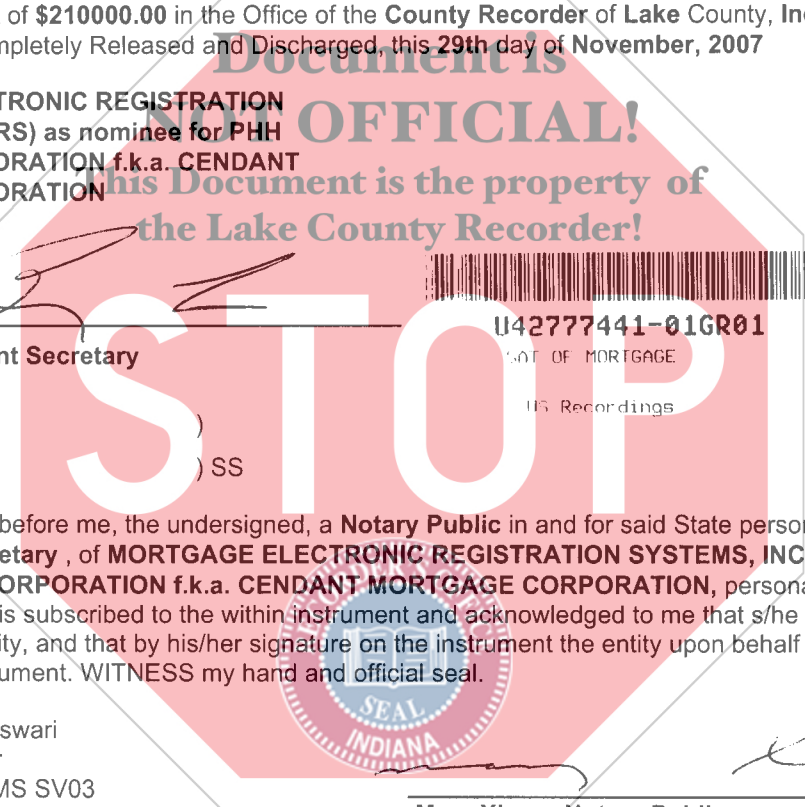 of $210000.00 in the Office of the County Recorder of Lake County, In
mpletely Released and Discharged, this 29th day of November, 2007
Document is
TRONIC REGISTRATION
NOT OFFICIAL!
RS) as nominee for PHH
ORATION f.k.a. CENDANT
This Document is the property of
ORATION
the Lake County Recorder!
U42777441-01GR01
nt Secretary
OF MORTGAGE
US Recordings
STOP
)
) SS
before me, the undersigned, a Notary Public in and for said State person
etary , of MORTGAGE ELECTRONIC REGISTRATION SYSTEMS, INC
ORPORATION f.k.a. CENDANT MORTGAGE CORPORATION, persona
is subscribed to the within instrument and acknowledged to me that s/he
ity, and that by his/her signature on the instrument the entity upon behalf
ument. WITNESS my hand and official seal.
SEAL
INDIANA
swari
MS SV03